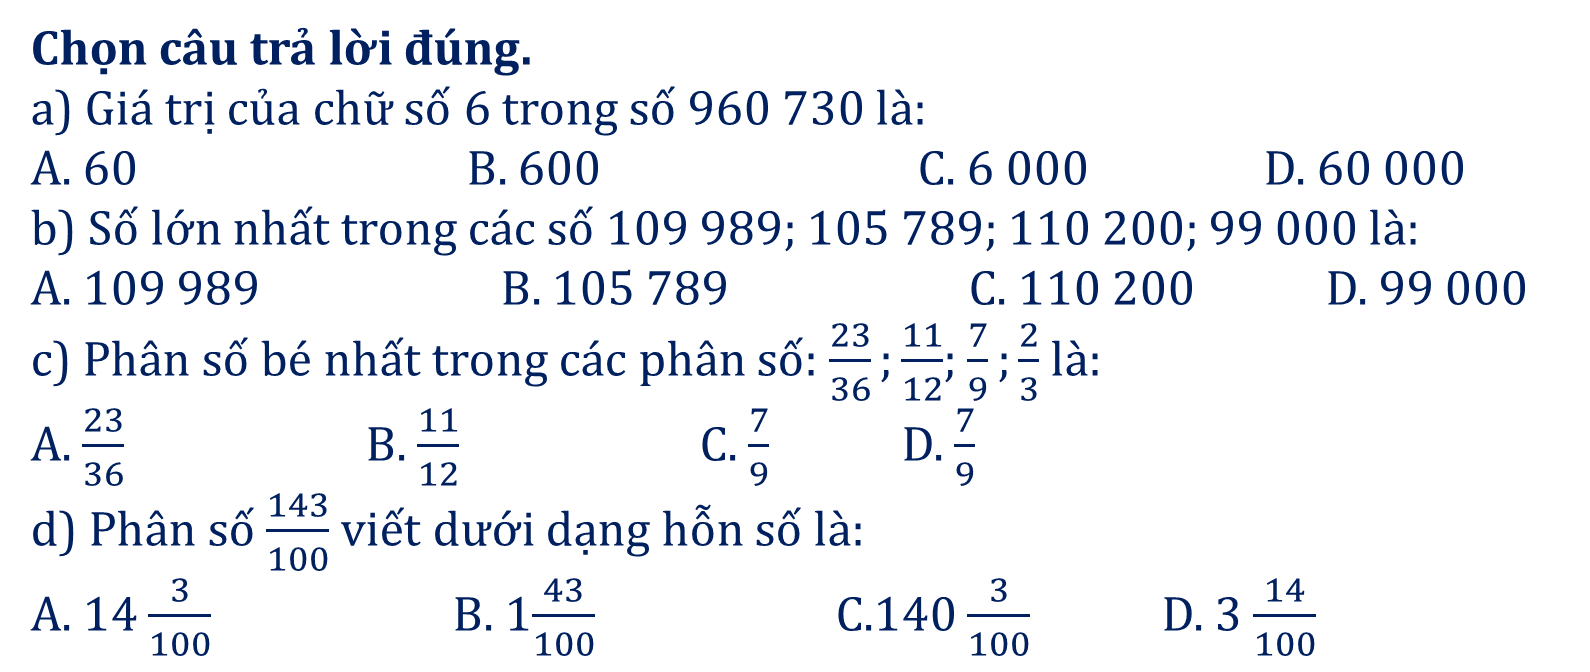 Chọn câu trả lời đúng.
a) Giá trị của chữ số 6 trong số 960 730 là:
A. 60 B. 600 C. 6 000 D. 60 000
b) Số lớn nhất trong các số 109 989; 105 789; 110 200; 99 000 là:
A. 109 989 B. 105 789 C. 110 200 D. 99 000
c) Phân số bé nhất trong các phân số: 23/36 ; 11/12; 7/9 ; 2/3 là:
A. 23/36 B. 11/12 C. 7/9 D. 7/9
d) Phân số 143/100 viết dưới dạng hỗn số là:
A. 14 3/100 B. 1 43/100 C.140 3/100 D. 3 14/100